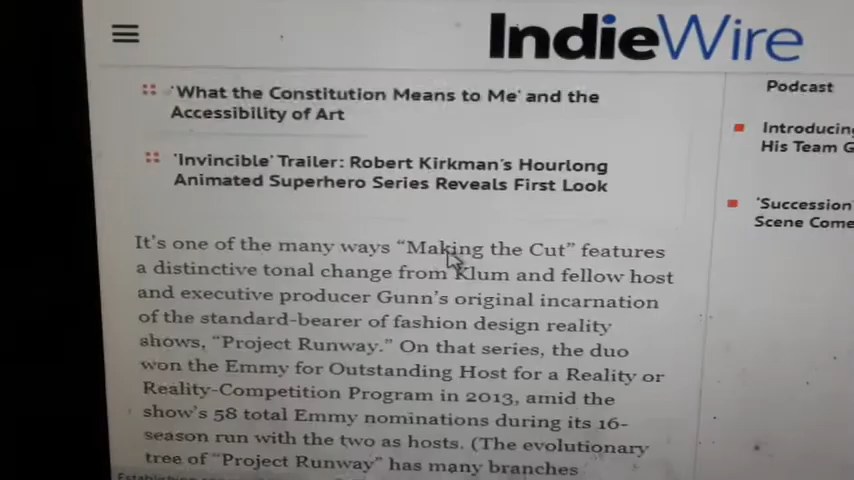 IndieWire
'What the Constitution Means to Me' and the
Accessibility of Art
'Invincible' Trailer: Robert Kirkman's Hourlong
Animated Superhero Series Reveals First Look
It's one of the many ways “Making the Cut” features
a distinctive tonal change from Klum and fellow host
and executive producer Gunn's original incarnation
of the standard-bearer of fashion design reality
shows, “Project Runway.” On that series, the duo
won the Emmy for Outstanding Host for a Reality or
Reality-Competition Program in 2013, amid the
show's 58 total Emmy nominations during its 16-
season run with the two as hosts. (The evolutionary
tree of “Project Runway” has many branches
Podcast
Introducing
His Team G
'Succession'
Scene Come